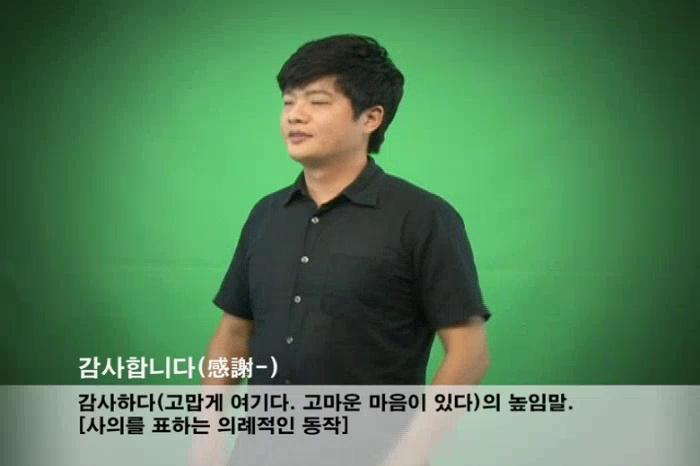 감사합니다(感謝-)
감사하다(고맙게 여기다. 고마운 마음이 있다)의 높임말.
[사의를 표하는 의례적인 동작]